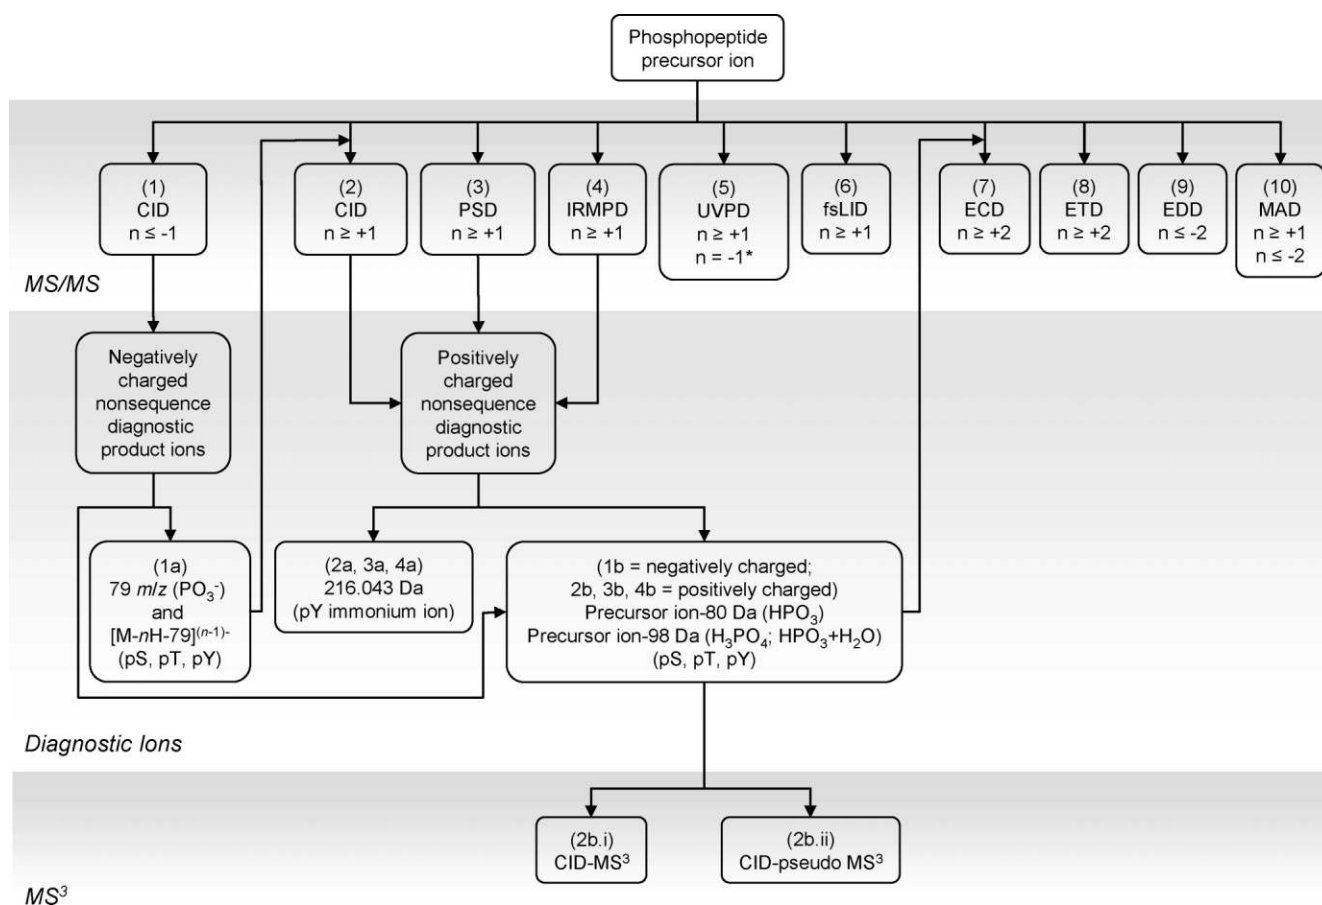 Phosphopeptide
precursor ion
(1)
CID
n ≤ -1
(2)
CID
n ≥ +1
(3)
PSD
n ≥ +1
(4)
IRMPD
n ≥ +1
(5)
UVPD
n ≥ +1
n = -1*
(6)
fsLID
n ≥ +1
(7)
ECD
n ≥ +2
(8)
ETD
n ≥ +2
(9)
EDD
n ≤ -2
(10)
MAD
n ≥ +1
n ≤ -2
MS/MS
Negatively
charged
nonsequence
diagnostic
product ions
Positively
charged
nonsequence
diagnostic
product ions
(1a)
79 m/z (PO₃⁻)
and
[M-nH-79]⁽ⁿ⁻¹⁾⁻
(pS, pT, pY)
(2a, 3a, 4a)
216.043 Da
(pY immonium ion)
(1b = negatively charged;
2b, 3b, 4b = positively charged)
Precursor ion-80 Da (HPO₃)
Precursor ion-98 Da (H₃PO₄; HPO₃+H₂O)
(pS, pT, pY)
Diagnostic Ions
(2b.i)
CID-MS³
(2b.ii)
CID-pseudo MS³
MS³